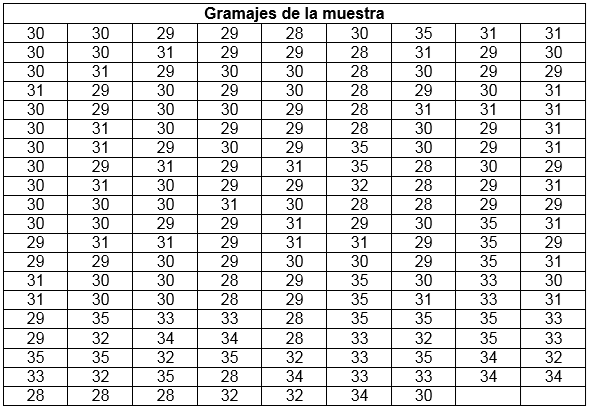 Gramajes de la muestra
30 30 29 29 28 30 35 31 31
30 30 31 29 29 28 31 29 30
30 31 29 30 30 28 30 29 29
31 29 30 29 30 28 29 30 31
30 29 30 30 29 28 31 31 31
30 31 30 29 29 28 30 29 31
30 31 29 30 29 35 30 29 31
30 29 31 29 31 35 28 30 29
30 31 30 29 29 32 28 29 31
30 30 30 31 30 28 28 29 29
30 30 29 29 31 29 30 35 31
29 31 31 29 31 31 29 35 29
29 29 30 29 30 30 29 35 31
31 30 30 28 29 35 30 33 30
31 30 30 28 29 35 31 33 31
29 35 33 33 28 35 35 35 33
29 32 34 34 28 33 32 35 33
35 35 32 35 32 33 35 34 32
33 32 35 28 34 33 33 34 34
28 28 28 32 32 34 30